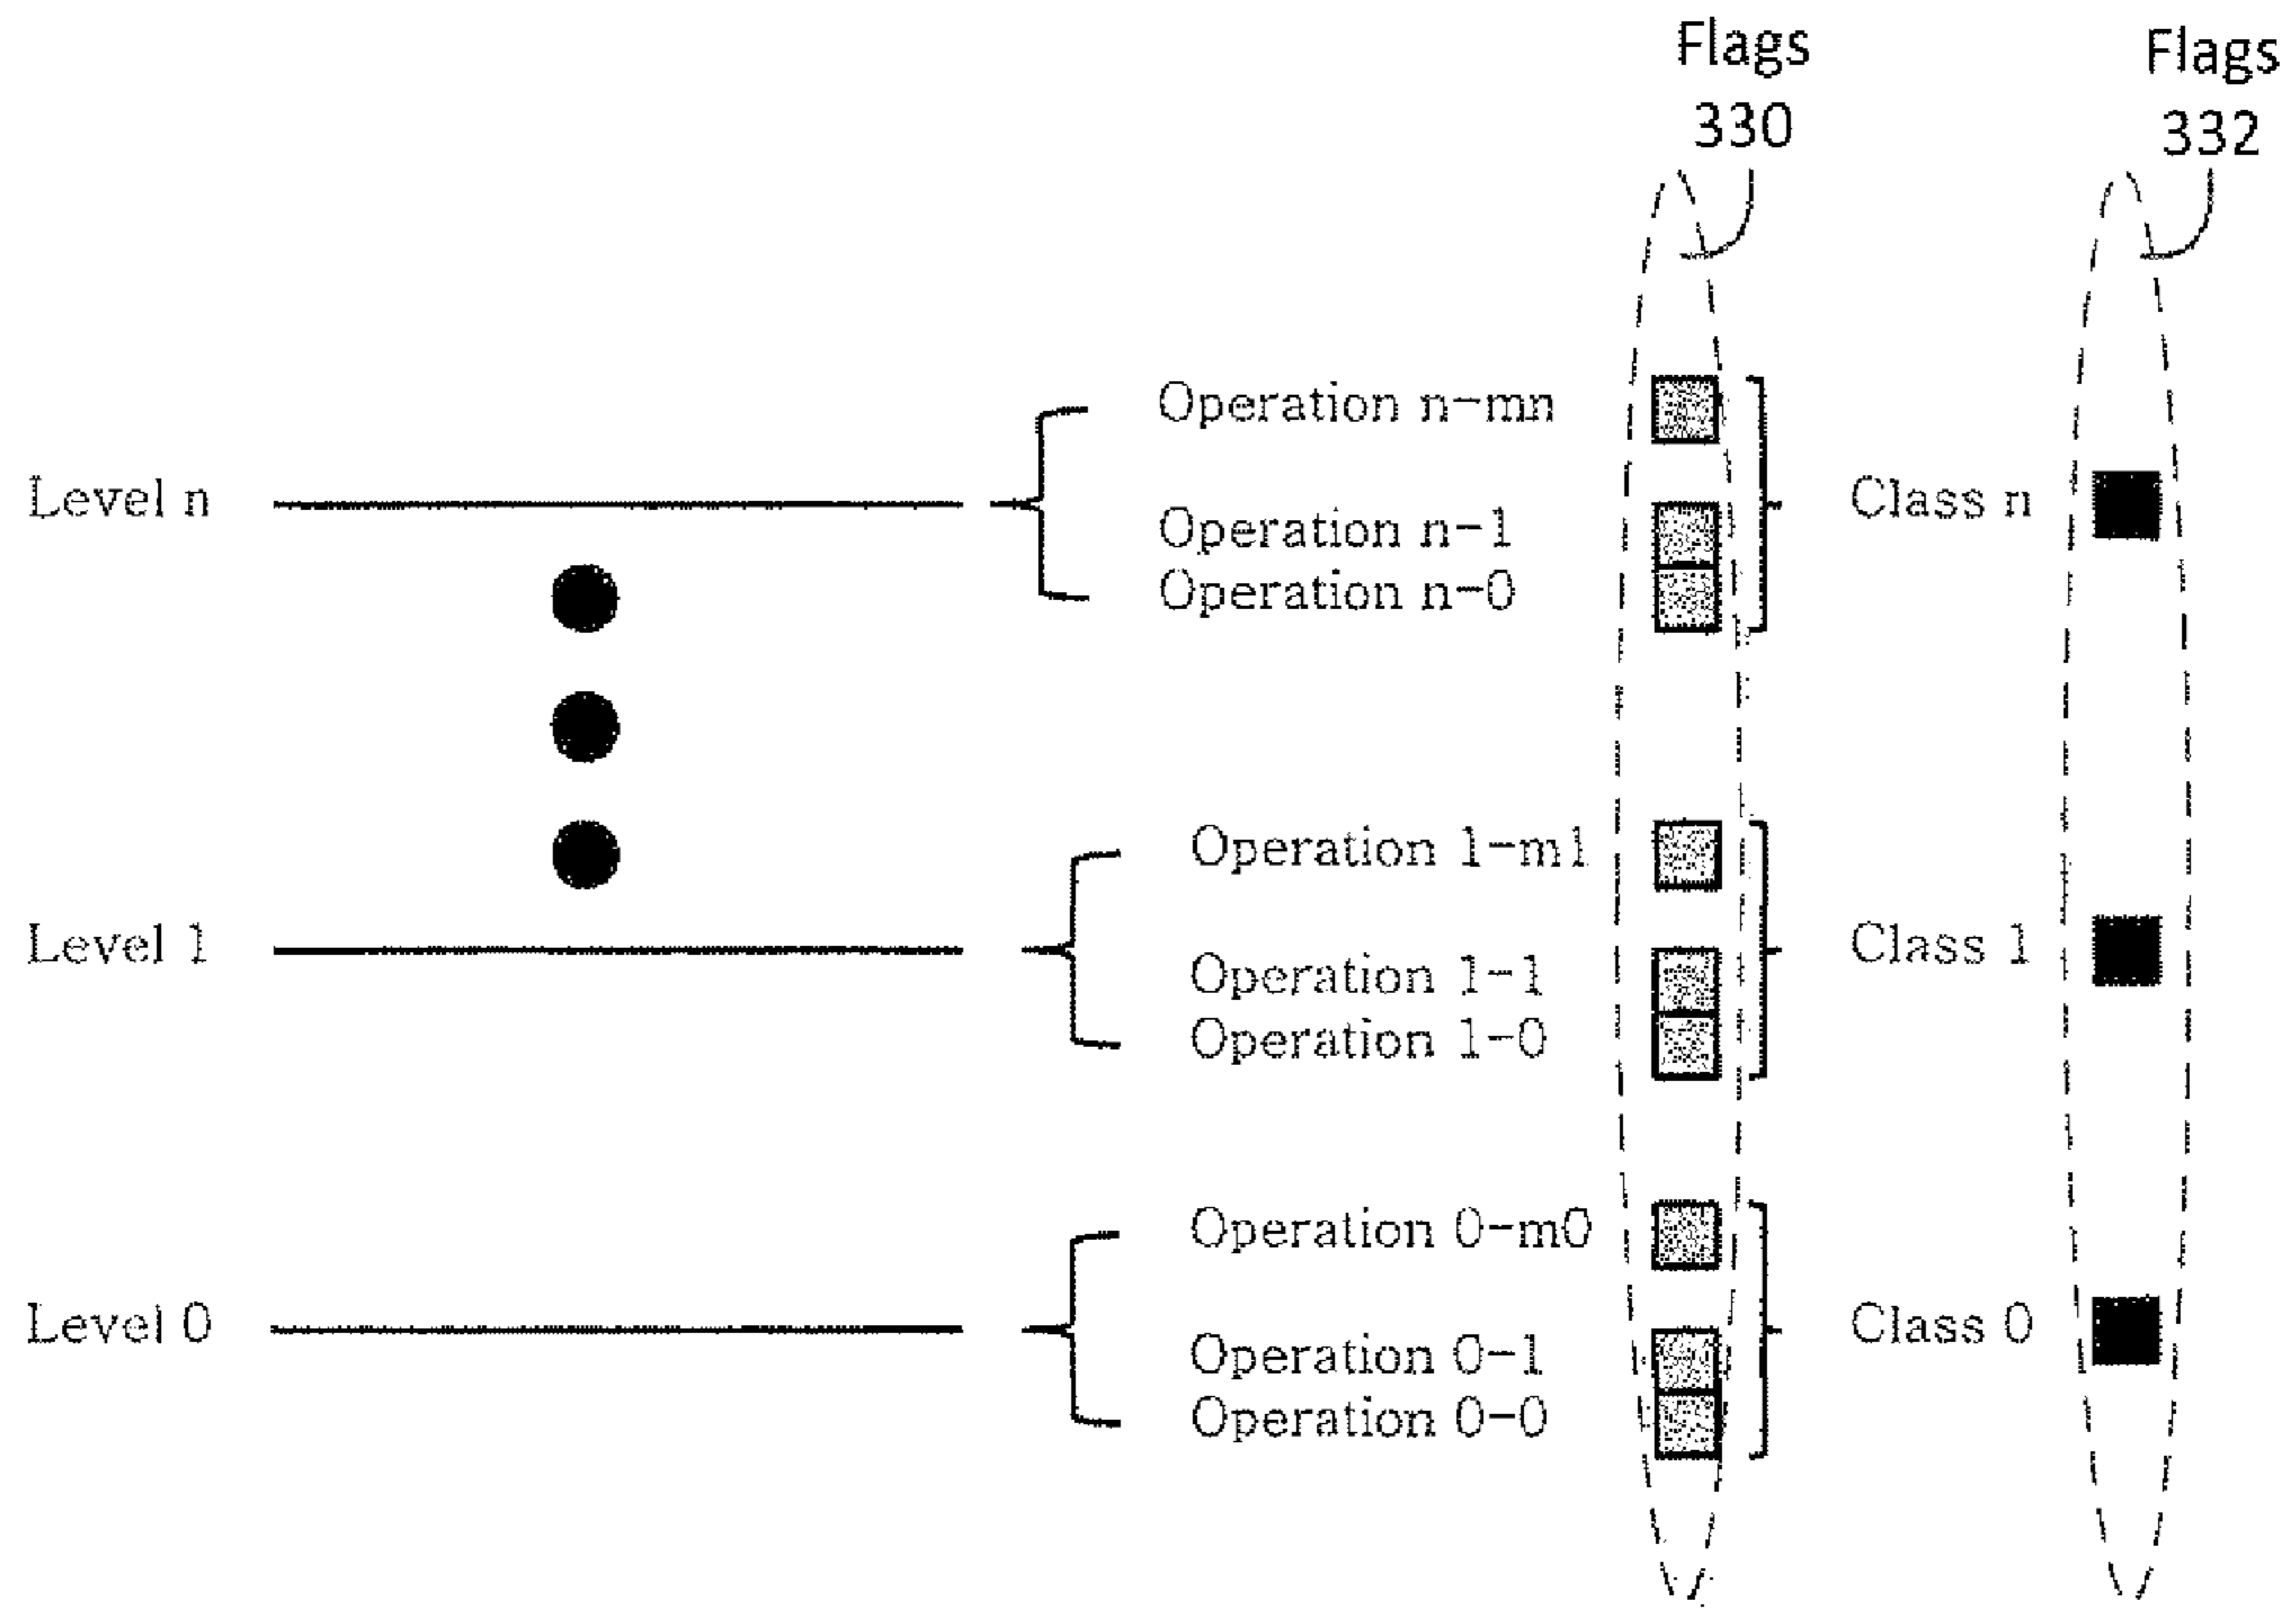 Flags
330
Flags
332
Operation n-mn
Level n
Operation n-1
Class n
Operation n-0
Operation 1-m1
Level 1
Operation 1-1
Class 1
Operation 1-0
Operation 0-m0
Level 0
Operation 0-1
Class 0
Operation 0-0